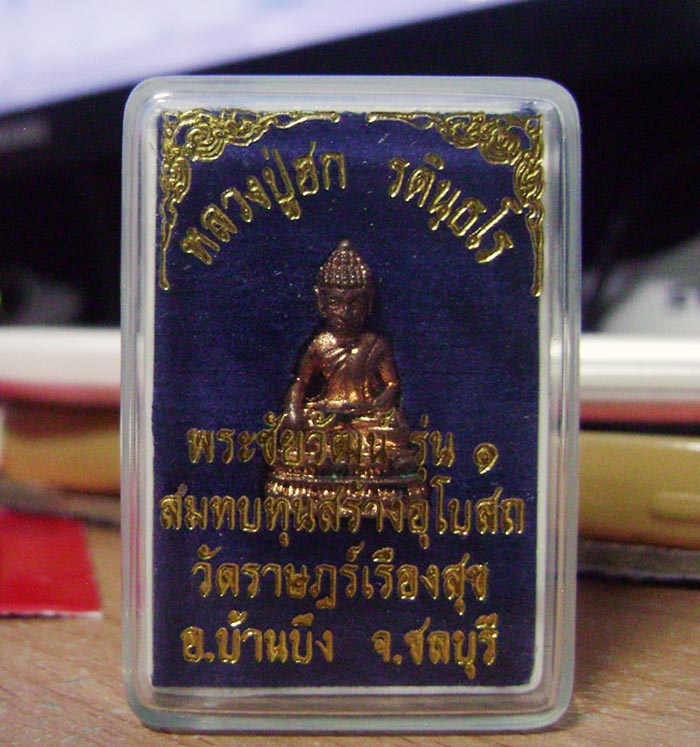 หลวงปู่ฮก รตินฺธโร
พระชัยวัฒน์ รุ่น ๑
สมทบทุนสร้างอุโบสถ
วัดราษฎร์เรืองสุข
อ.บ้านบึง จ.ชลบุรี